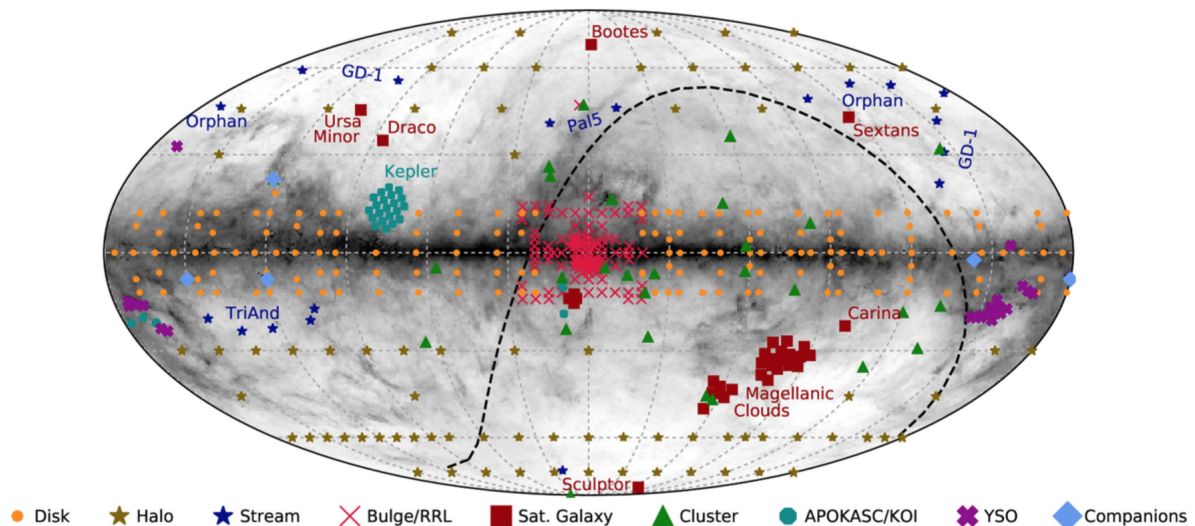 Bootes
GD-1
Orphan
Ursa
Minor
Draco
Pal5
Orphan
Sextans
GD-1
Kepler
TriAnd
Carina
Magellanic
Clouds
Sculptor
Disk Halo Stream Bulge/RRL Sat. Galaxy Cluster APOKASC/KOI YSO Companions